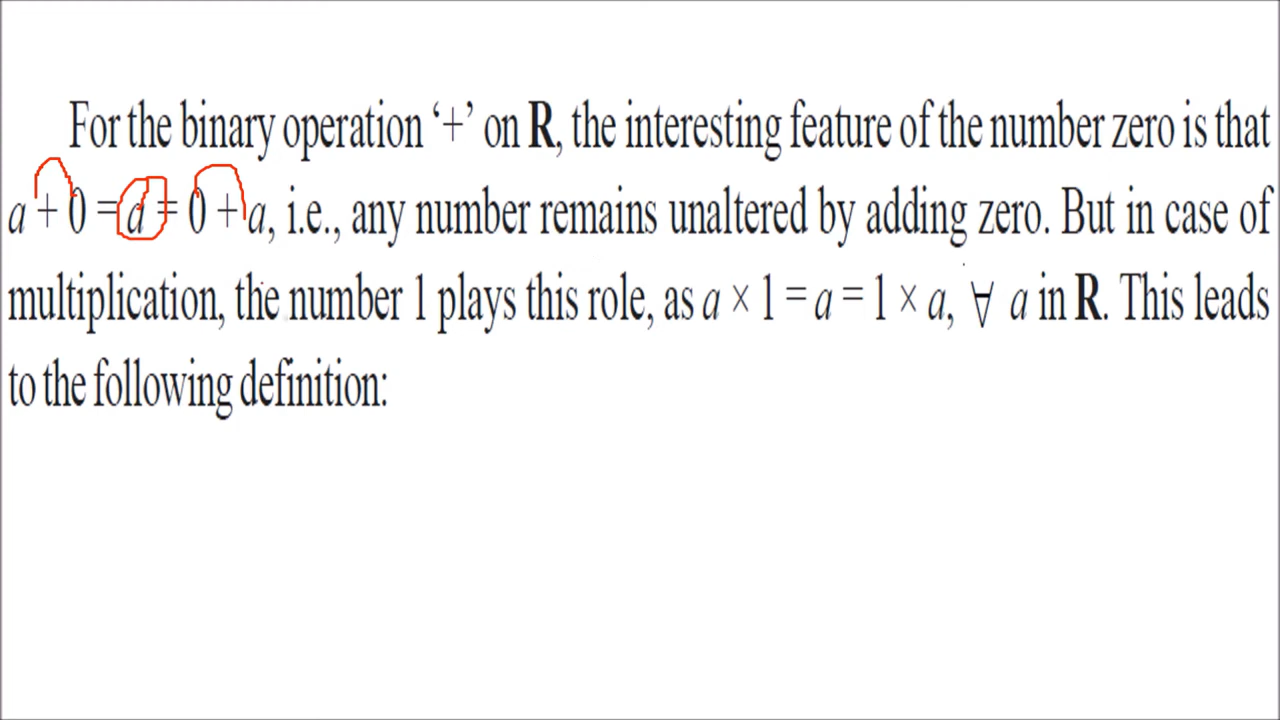 For the binary operation ‘+’ on R, the interesting feature of the number zero is that
a + 0 = a = 0 + a, i.e., any number remains unaltered by adding zero. But in case of
multiplication, the number 1 plays this role, as a × 1 = a = 1 × a, ∀ a in R. This leads
to the following definition: